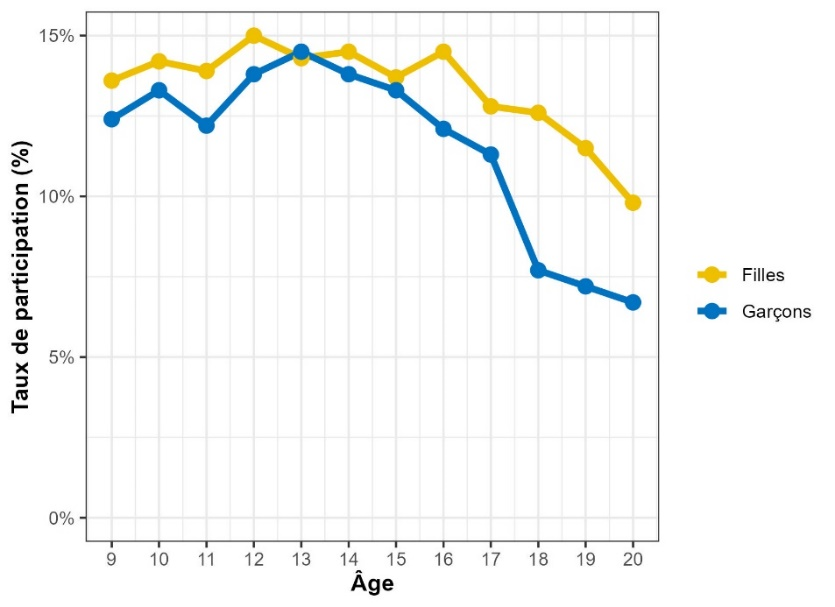 15%
10%
5%
0%
Taux de participation (%)
9 10 11 12 13 14 15 16 17 18 19 20
Âge
Filles
Garçons